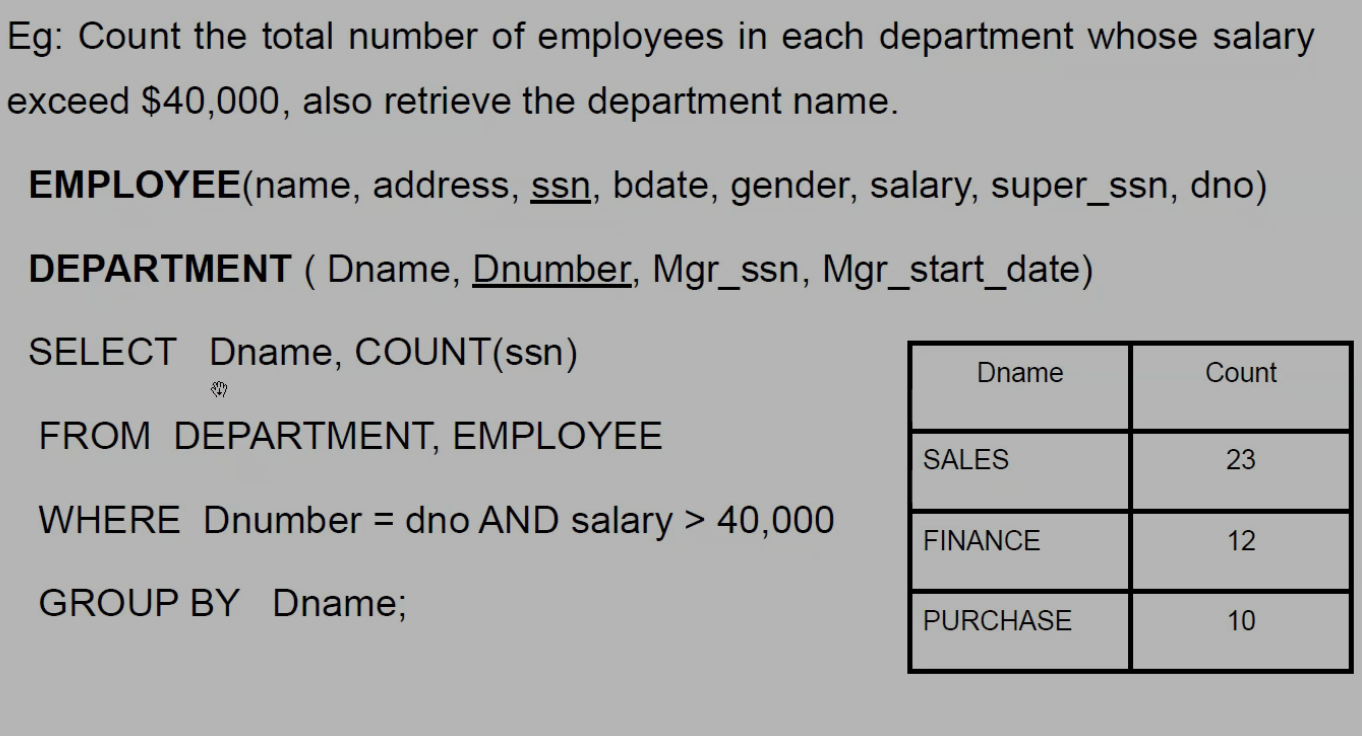 Eg: Count the total number of employees in each department whose salary
exceed $40,000, also retrieve the department name.
EMPLOYEE(name, address, ssn, bdate, gender, salary, super_ssn, dno)
DEPARTMENT ( Dname, Dnumber, Mgr_ssn, Mgr_start_date)
SELECT Dname, COUNT(ssn)
FROM DEPARTMENT, EMPLOYEE
WHERE Dnumber = dno AND salary > 40,000
GROUP BY Dname;
Dname Count
SALES 23
FINANCE 12
PURCHASE 10